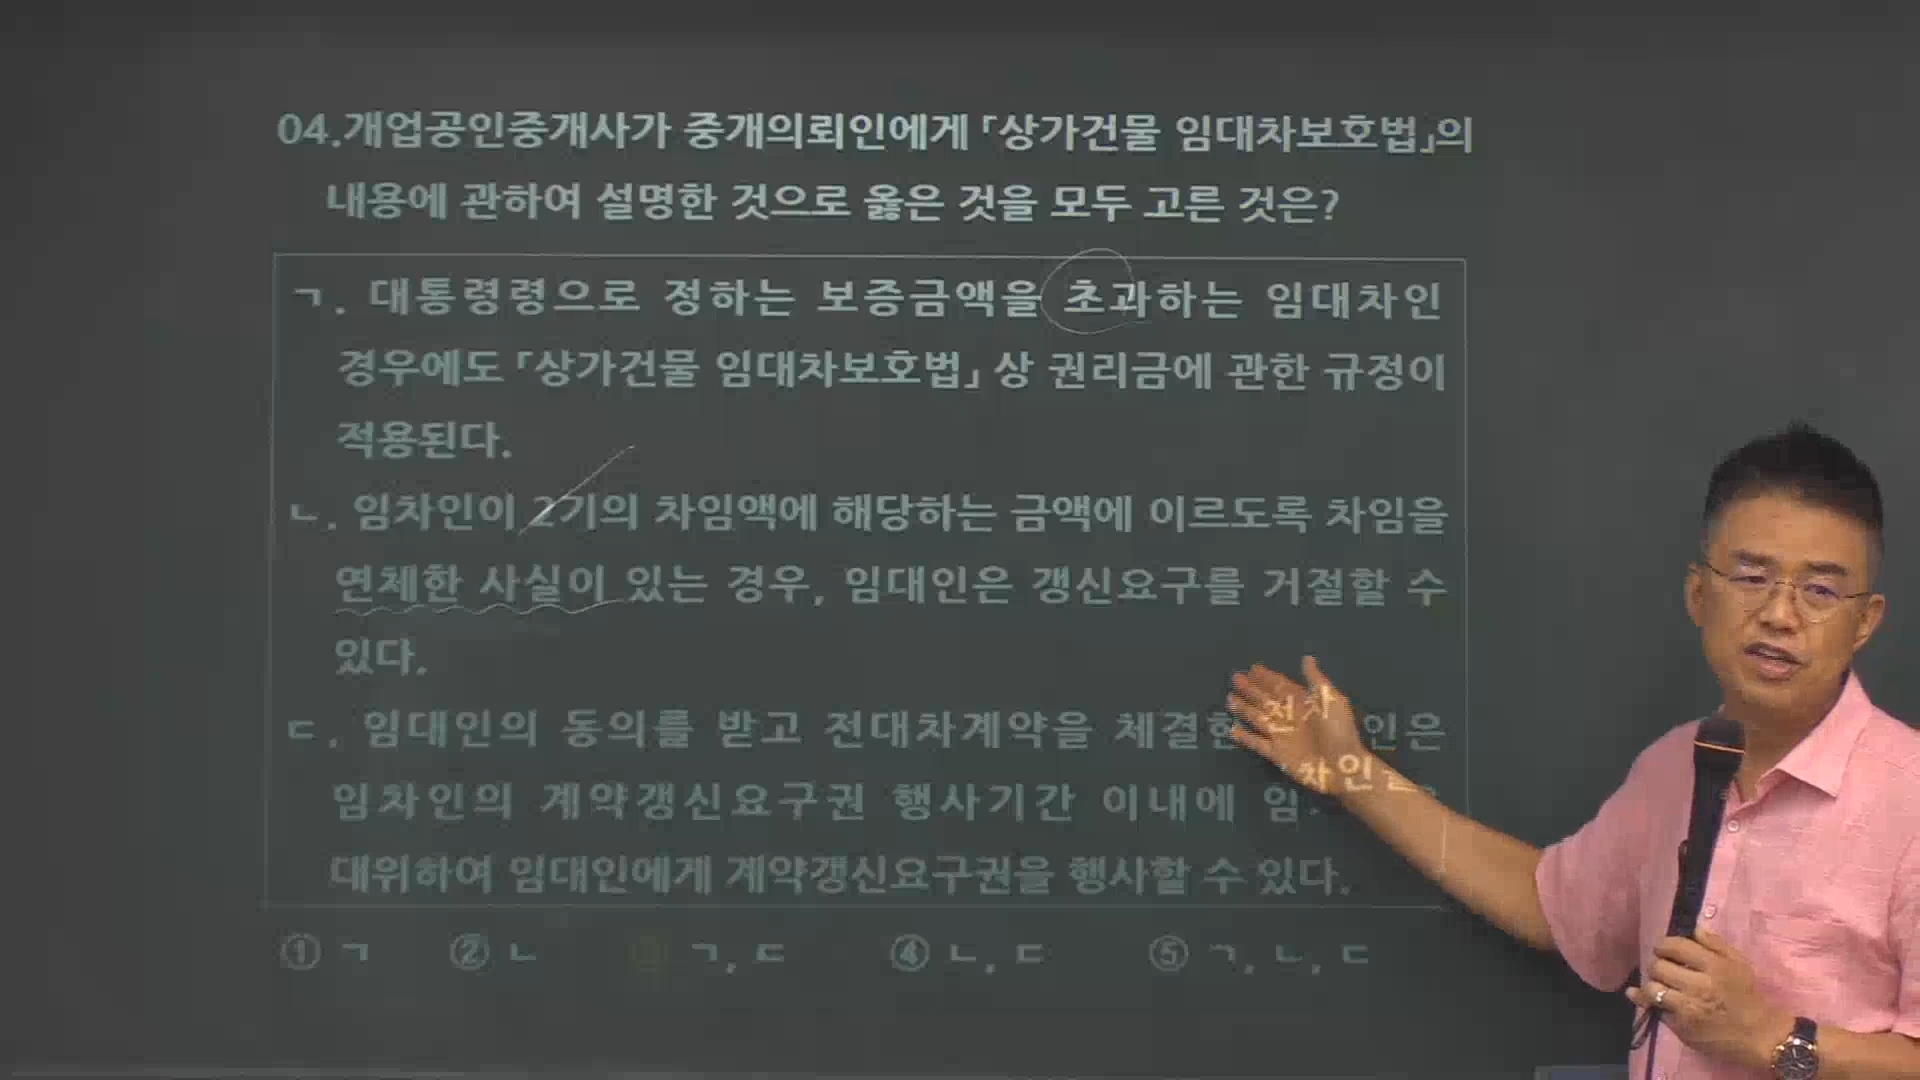 04.개업공인중개사가 중개의뢰인에게 「상가건물 임대차보호법」의
내용에 관하여 설명한 것으로 옳은 것을 모두 고른 것은?
ㄱ. 대통령령으로 정하는 보증금액을 초과하는 임대차인
경우에도 「상가건물 임대차보호법」 상 권리금에 관한 규정이
적용된다.
ㄴ. 임차인이 2기의 차임액에 해당하는 금액에 이르도록 차임을
연체한 사실이 있는 경우, 임대인은 갱신요구를 거절할 수
있다.
ㄷ. 임대인의 동의를 받고 전대차계약을 체결한 전차인은
임차인의 계약갱신요구권 행사기간 이내에 임차인을
대위하여 임대인에게 계약갱신요구권을 행사할 수 있다.
① ㄱ ② ㄴ ③ ㄱ, ㄷ ④ ㄴ, ㄷ ⑤ ㄱ, ㄴ, ㄷ